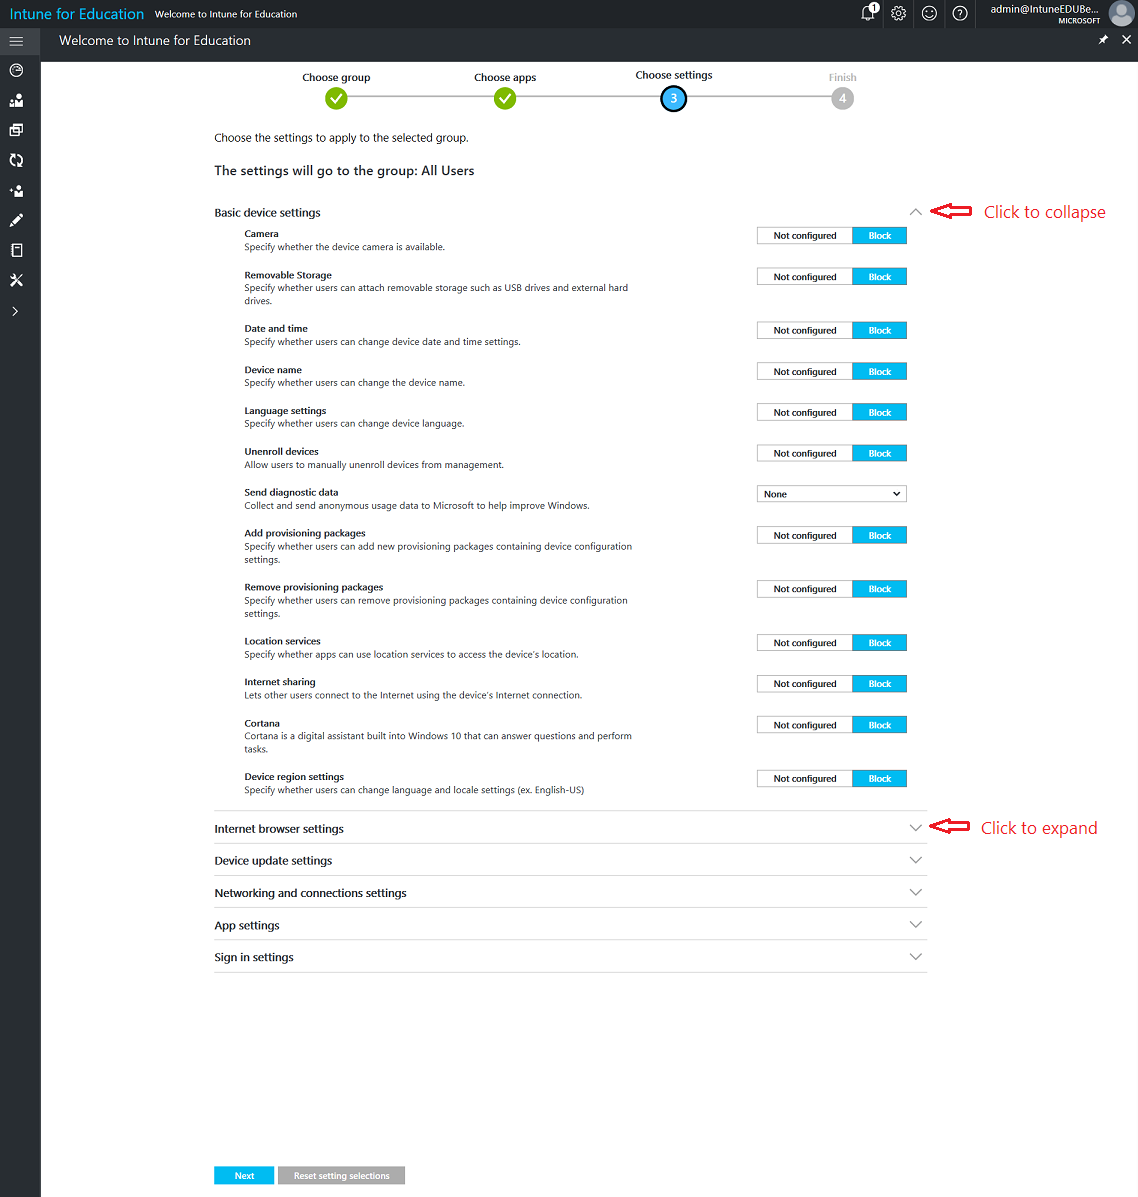 Intune for Education Welcome to Intune for Education 1 admin@IntuneEDUBe...
MICROSOFT
Welcome to Intune for Education
Choose group Choose apps Choose settings Finish
3 4
Choose the settings to apply to the selected group.
The settings will go to the group: All Users
Basic device settings Click to collapse
Camera Not configured Block
Specify whether the device camera is available.
Removable Storage Not configured Block
Specify whether users can attach removable storage such as USB drives and external hard
drives.
Date and time Not configured Block
Specify whether users can change device date and time settings.
Device name Not configured Block
Specify whether users can change the device name.
Language settings Not configured Block
Specify whether users can change device language.
Unenroll devices Not configured Block
Allow users to manually unenroll devices from management.
Send diagnostic data None
Collect and send anonymous usage data to Microsoft to help improve Windows.
Add provisioning packages Not configured Block
Specify whether users can add new provisioning packages containing device configuration
settings.
Remove provisioning packages Not configured Block
Specify whether users can remove provisioning packages containing device configuration
settings.
Location services Not configured Block
Specify whether apps can use location services to access the device's location.
Internet sharing Not configured Block
Lets other users connect to the Internet using the device's Internet connection.
Cortana Not configured Block
Cortana is a digital assistant built into Windows 10 that can answer questions and perform
tasks.
Device region settings Not configured Block
Specify whether users can change language and locale settings (ex. English-US)
Internet browser settings Click to expand
Device update settings
Networking and connections settings
App settings
Sign in settings
Next Reset setting selections